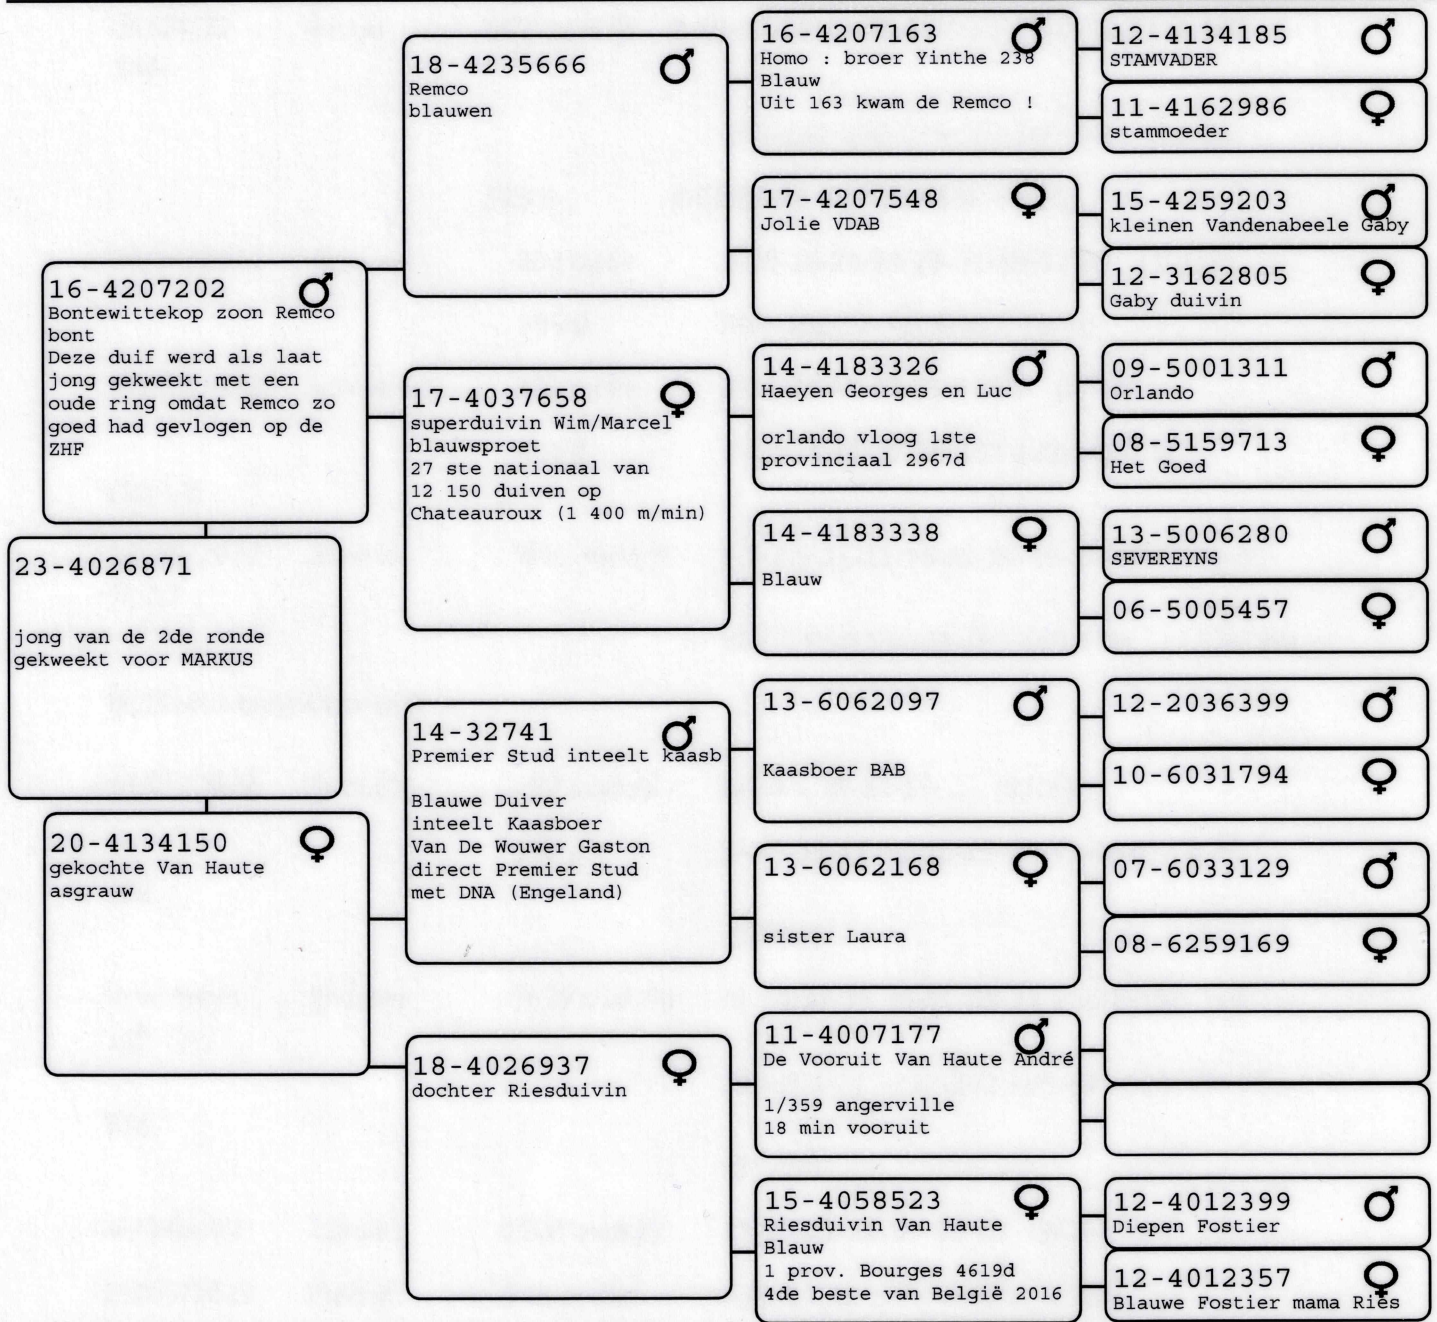 23-4026871
jong van de 2de ronde
gekweekt voor MARKUS
16-4207202
Bontewittekop zoon Remco
bont
Deze duif werd als laat
jong gekweekt met een
oude ring omdat Remco zo
goed had gevlogen op de
ZHF
20-4134150
gekochte Van Haute
asgrauw
18-4235666
Remco
blauwen
17-4037658
superduivin Wim/Marcel
blauwsproet
27 ste nationaal van
12 150 duiven op
Chateauroux (1 400 m/min)
14-32741
Premier Stud inteelt kaasb
Blauwe Duiver
inteelt Kaasboer
Van De Wouwer Gaston
direct Premier Stud
met DNA (Engeland)
18-4026937
dochter Riesduivin
16-4207163
Homo : broer Yinthe 238
Blauw
Uit 163 kwam de Remco !
17-4207548
Jolie VDAB
14-4183326
Haeyen Georges en Luc
orlando vloog 1ste
provinciaal 2967d
14-4183338
Blauw
13-6062097
Kaasboer BAB
13-6062168
sister Laura
11-4007177
De Vooruit Van Haute André
1/359 angerville
18 min vooruit
15-4058523
Riesduivin Van Haute
Blauw
1 prov. Bourges 4619d
4de beste van België 2016
12-4134185
STAMVADER
11-4162986
stammoeder
15-4259203
kleinen Vandenabeele Gaby
12-3162805
Gaby duivin
09-5001311
Orlando
08-5159713
Het Goed
13-5006280
SEVEREYNS
06-5005457
12-2036399
10-6031794
07-6033129
08-6259169
12-4012399
Diepen Fostier
12-4012357
Blauwe Fostier mama Ries